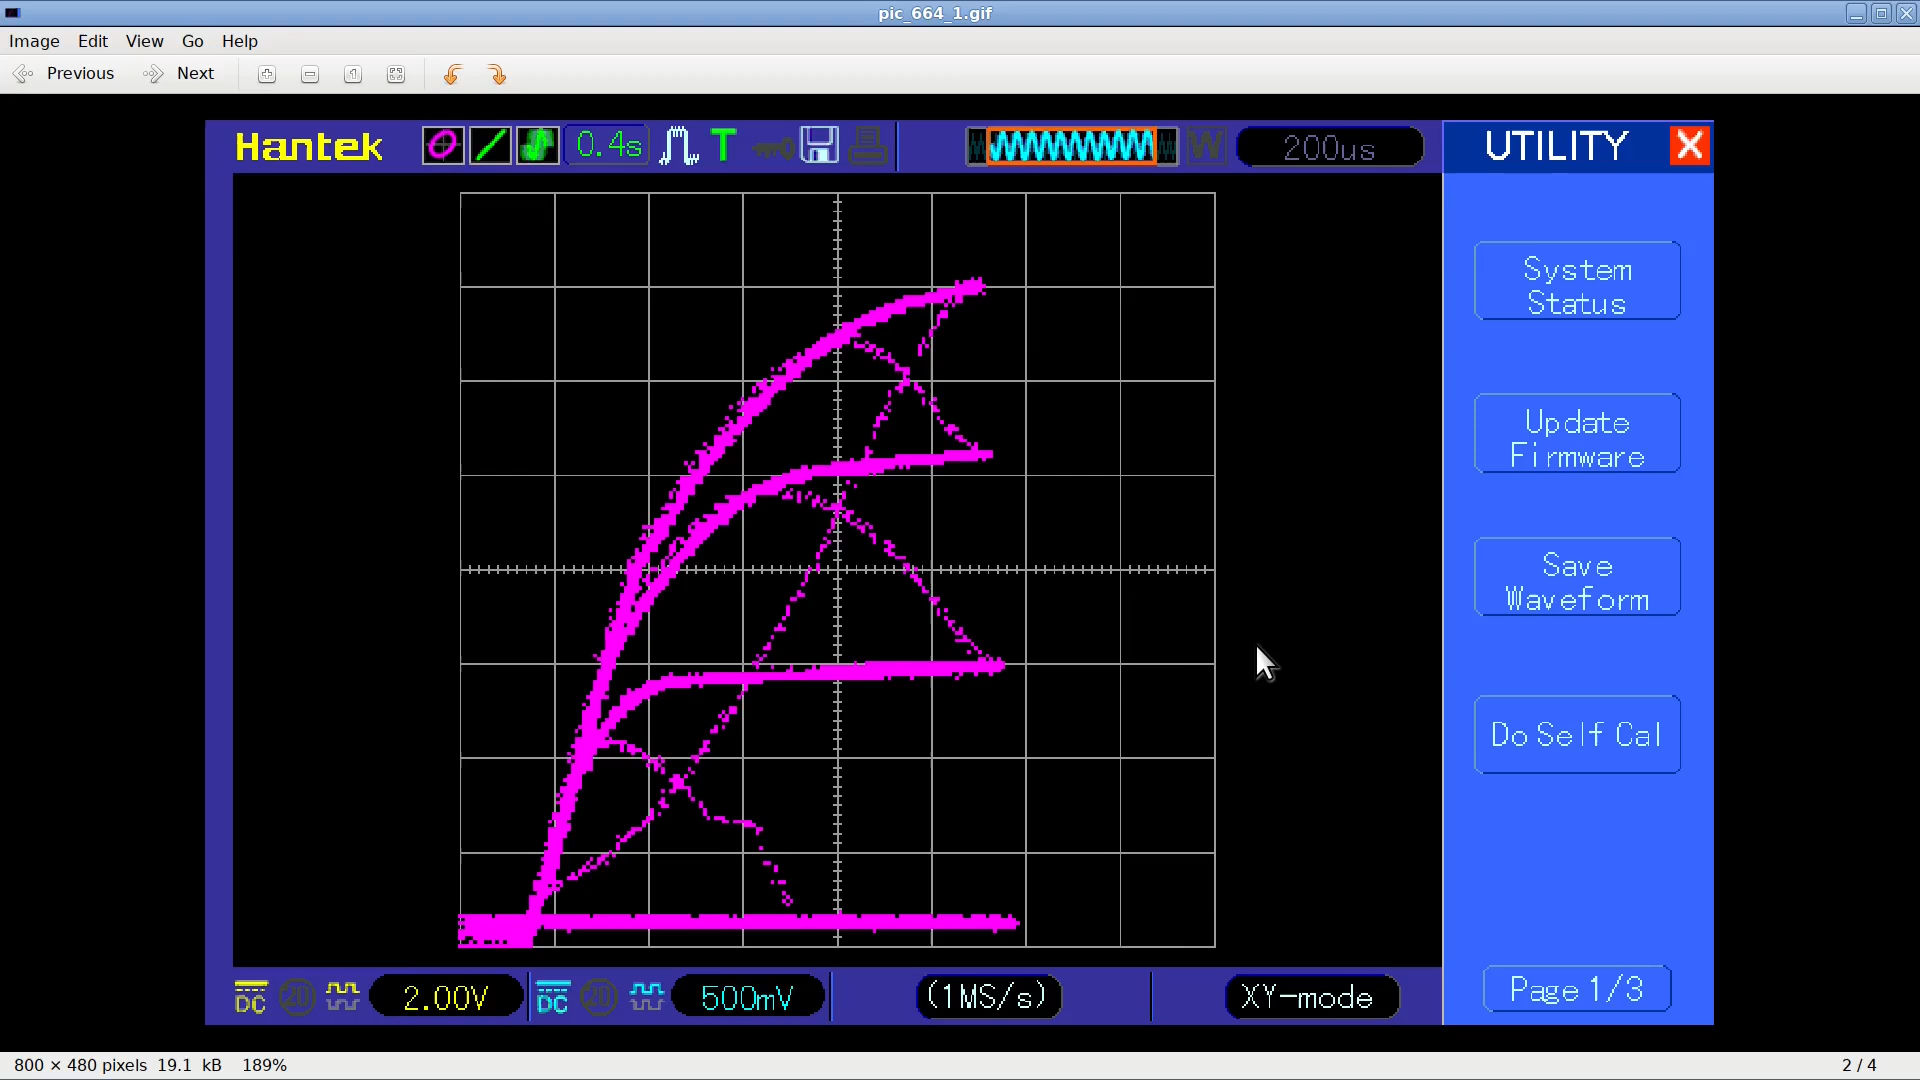 pic_664_1.gif
Image Edit View Go Help
Previous Next
Hantek 0.4s T W 200us UTILITY
System
Status
Update
Firmware
Save
Waveform
Do Self Cal
Page 1/3
DC 20 2.00V DC 20 500mV (1MS/s) XY-mode
800 × 480 pixels 19.1 kB 189% 2 / 4